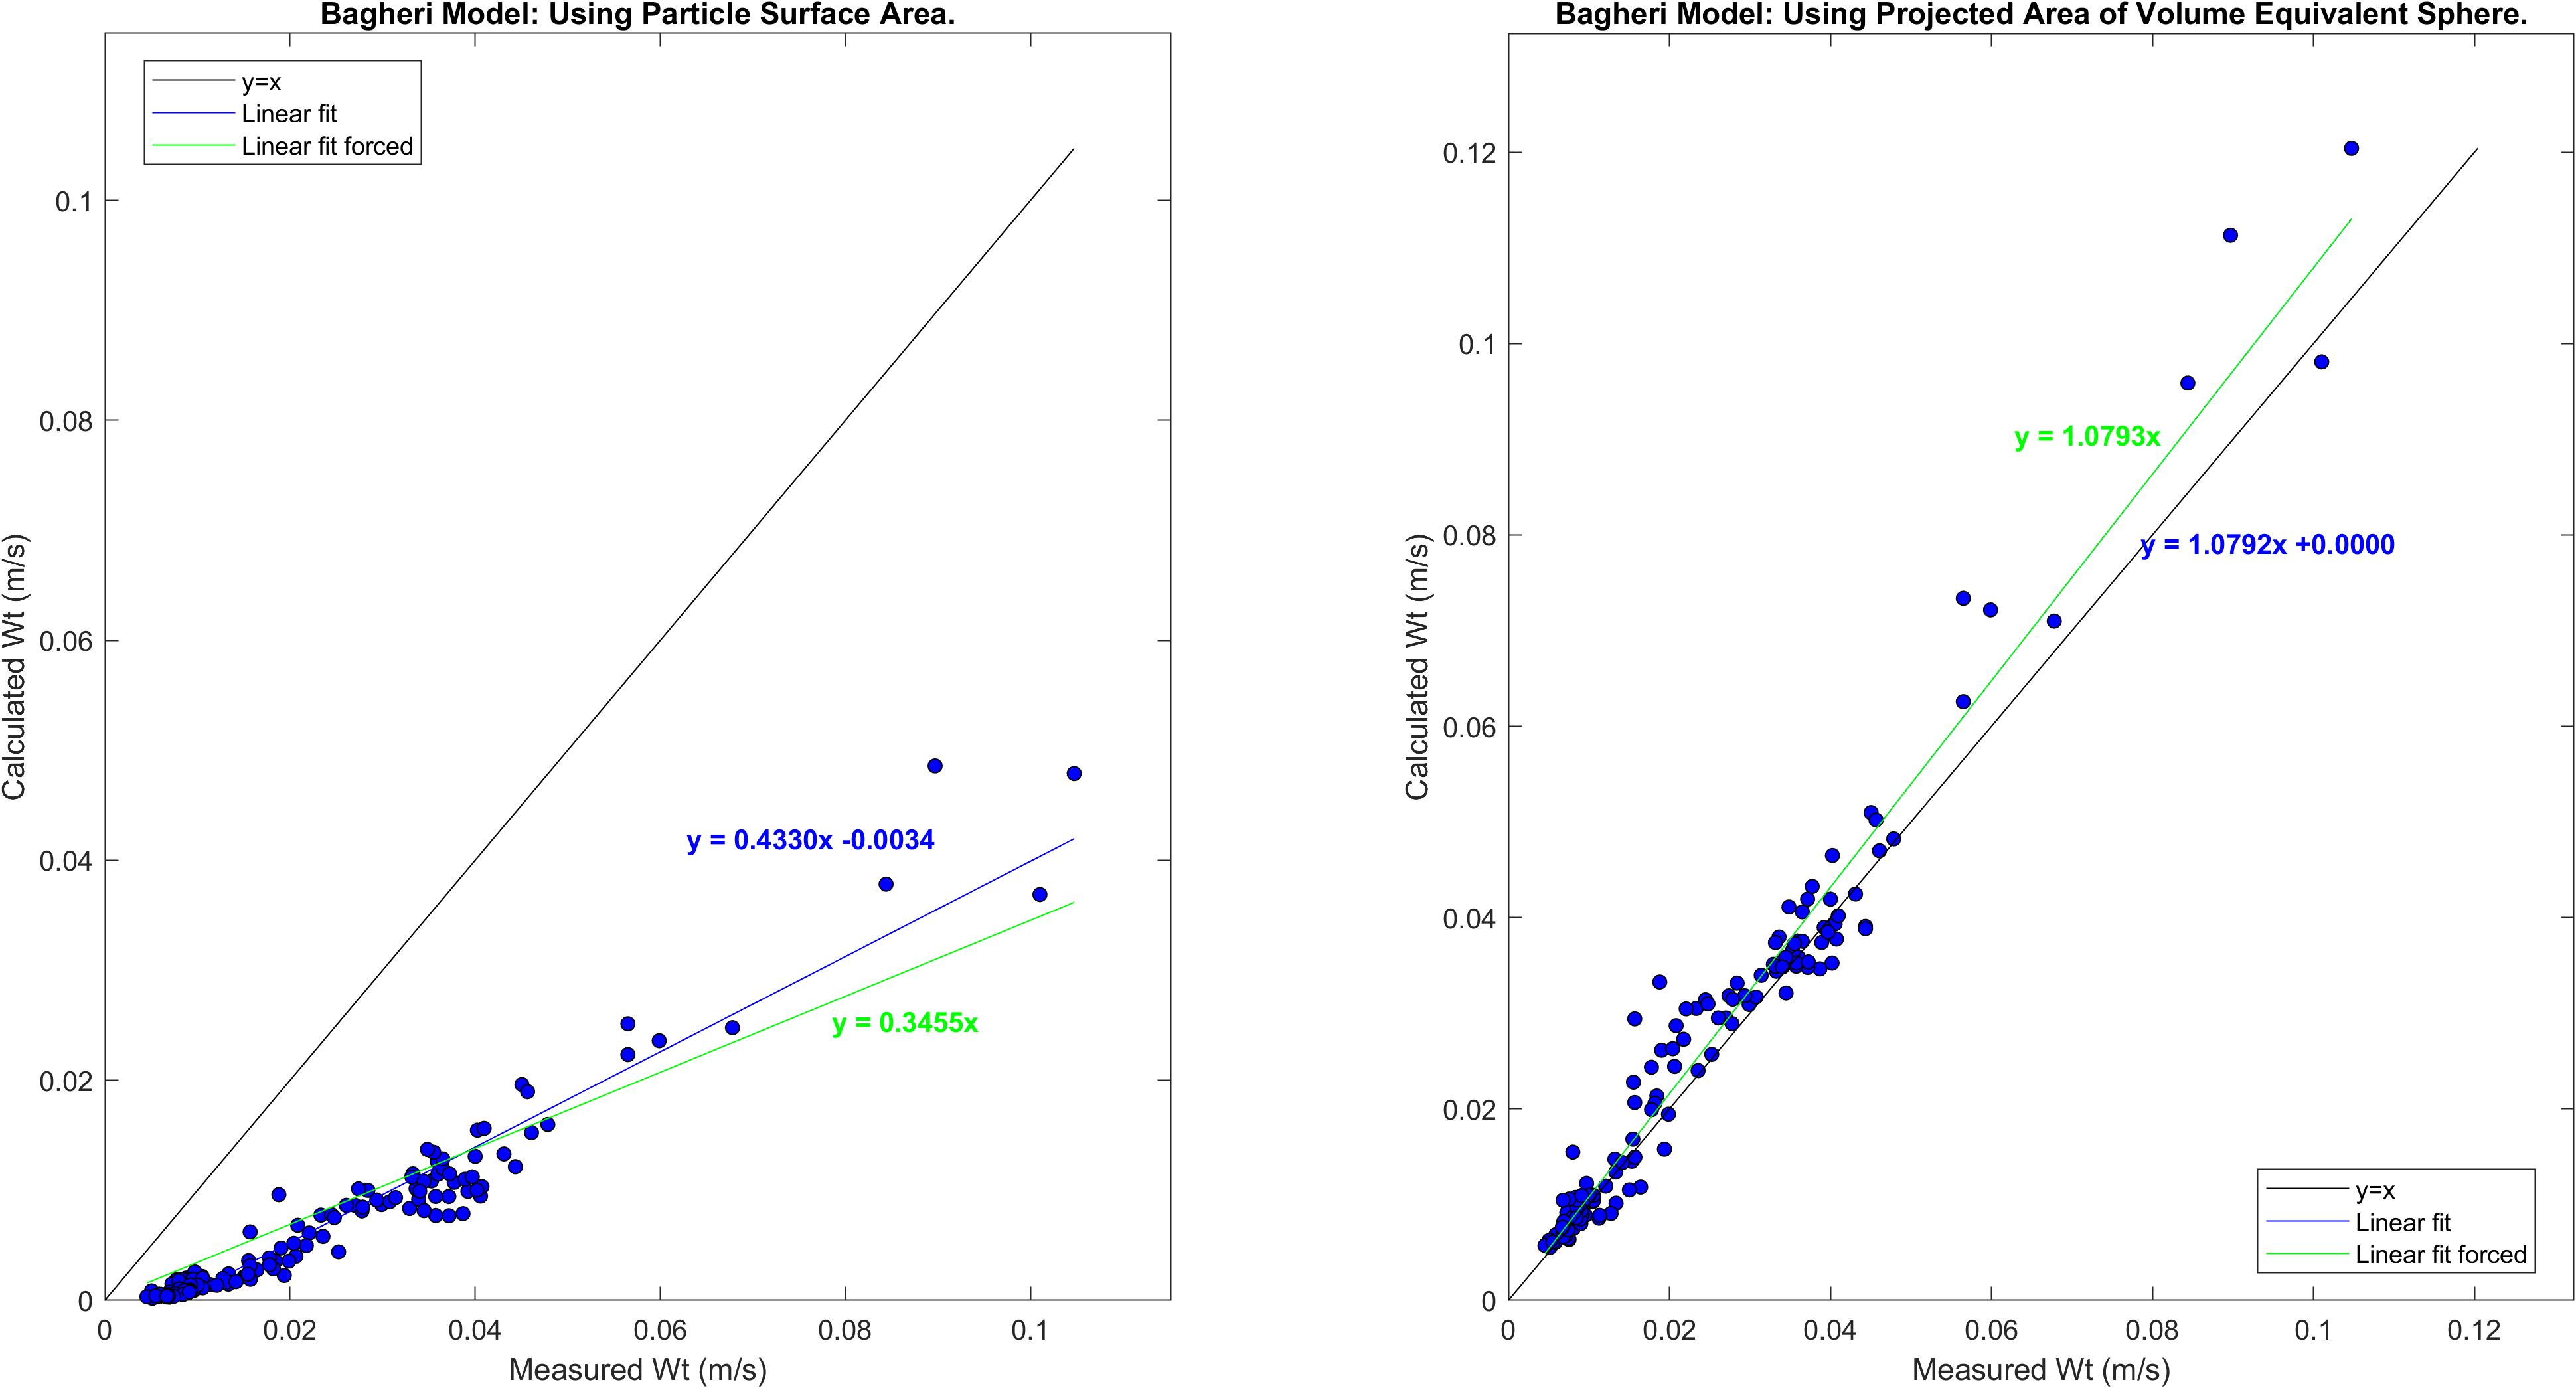 Bagheri Model: Using Particle Surface Area.
y=x
Linear fit
Linear fit forced
0.1
0.08
0.06
0.04
0.02
0
Calculated Wt (m/s)
y = 0.4330x -0.0034
y = 0.3455x
0
0.02
0.04
0.06
0.08
0.1
Measured Wt (m/s)
Bagheri Model: Using Projected Area of Volume Equivalent Sphere.
0.12
0.1
0.08
0.06
0.04
0.02
0
Calculated Wt (m/s)
y = 1.0793x
y = 1.0792x +0.0000
y=x
Linear fit
Linear fit forced
0
0.02
0.04
0.06
0.08
0.1
0.12
Measured Wt (m/s)